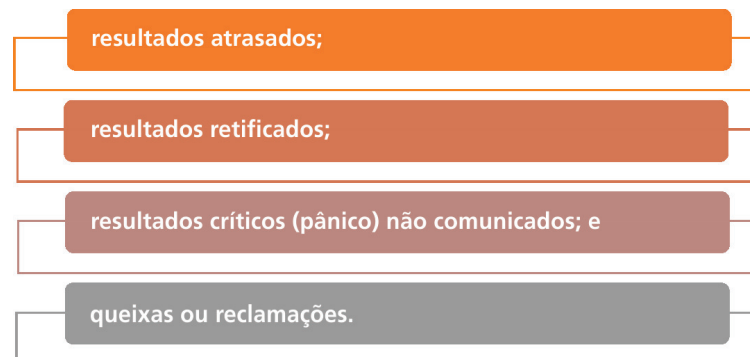 resultados atrasados;
resultados retificados;
resultados críticos (pânico) não comunicados; e
queixas ou reclamações.